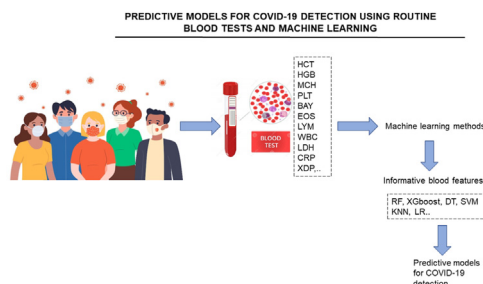 PREDICTIVE MODELS FOR COVID-19 DETECTION USING ROUTINE
BLOOD TESTS AND MACHINE LEARNING
HCT
HGB
MCH
PLT
BAY
EOS
LYM
WBC
LDH
CRP
XDP,..
BLOOD
TEST
Machine learning methods
Informative blood features
RF, XGboost, DT, SVM
KNN, LR..
Predictive models
for COVID-19
detection